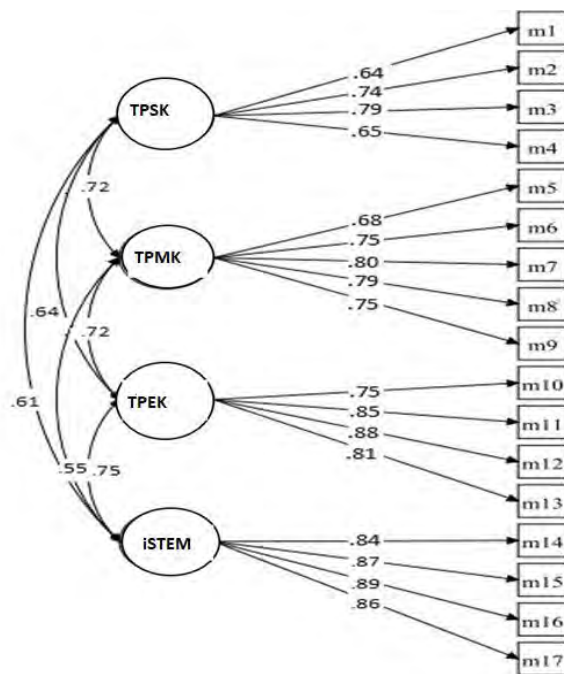 m1
m2
.64
.74
TPSK
.79
m3
.65
m4
m5
.72
.68
m6
.75
TPMK
.80
m7
.79
m8
.75
.64
.72
m9
.75
m10
.85
TPEK
.88
m11
.61
.81
m12
.55
.75
m13
iSTEM
.84
m14
.87
.89
m15
.86
m16
m17